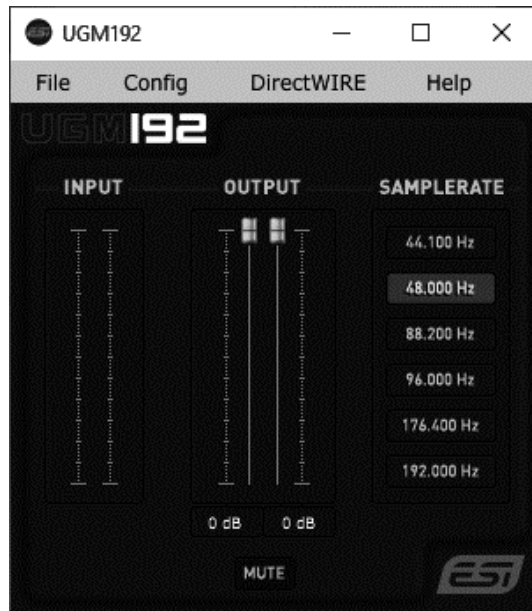 ESI UGM192
File Config DirectWIRE Help
UGM192
INPUT OUTPUT SAMPLERATE
44.100 Hz
48.000 Hz
88.200 Hz
96.000 Hz
176.400 Hz
192.000 Hz
0 dB 0 dB
MUTE
ESI